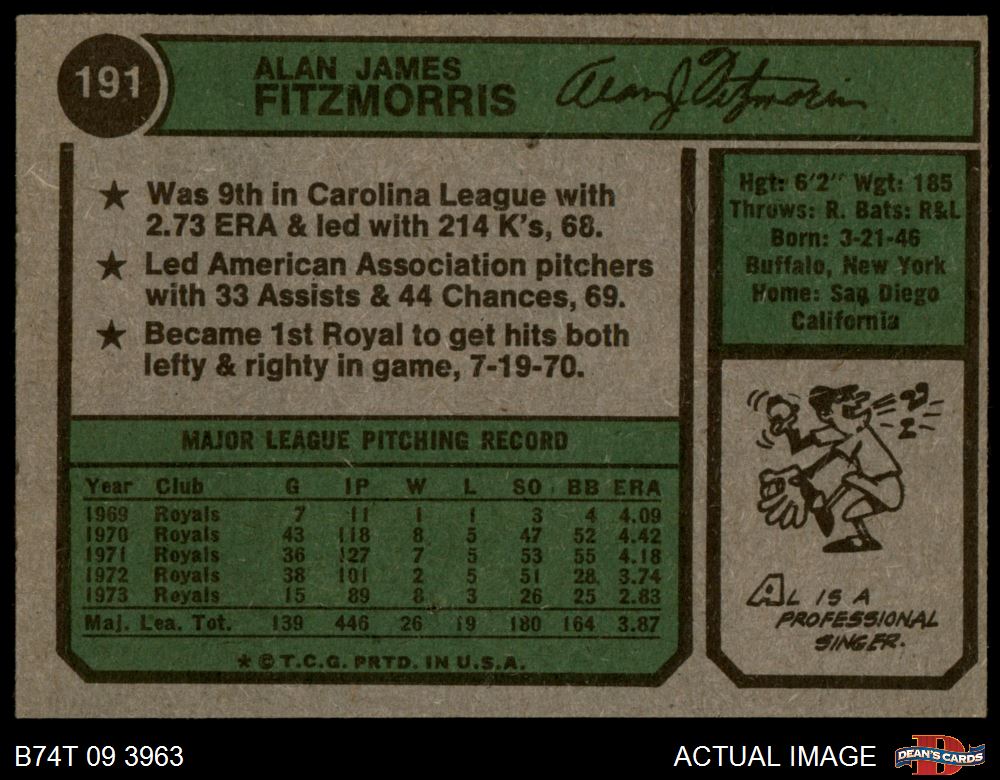 191
ALAN JAMES
FITZMORRIS
Alan J Fitzmorris
★ Was 9th in Carolina League with
2.73 ERA & led with 214 K's, 68.
★ Led American Association pitchers
with 33 Assists & 44 Chances, 69.
★ Became 1st Royal to get hits both
lefty & righty in game, 7-19-70.
MAJOR LEAGUE PITCHING RECORD
Year Club G IP W L SO BB ERA
1969 Royals 7 11 1 1 3 4 4.09
1970 Royals 43 118 8 5 47 52 4.42
1971 Royals 36 127 7 5 53 55 4.18
1972 Royals 38 101 2 5 51 28 3.74
1973 Royals 15 89 8 3 26 25 2.83
Maj. Lea. Tot. 139 446 26 19 180 164 3.87
★ © T.C.G. PRTD. IN U.S.A.
Hgt: 6'2" Wgt: 185
Throws: R. Bats: R&L
Born: 3-21-46
Buffalo, New York
Home: San Diego
California
AL IS A
PROFESSIONAL
SINGER.
B74T 09 3963
ACTUAL IMAGE
DEAN'S CARDS